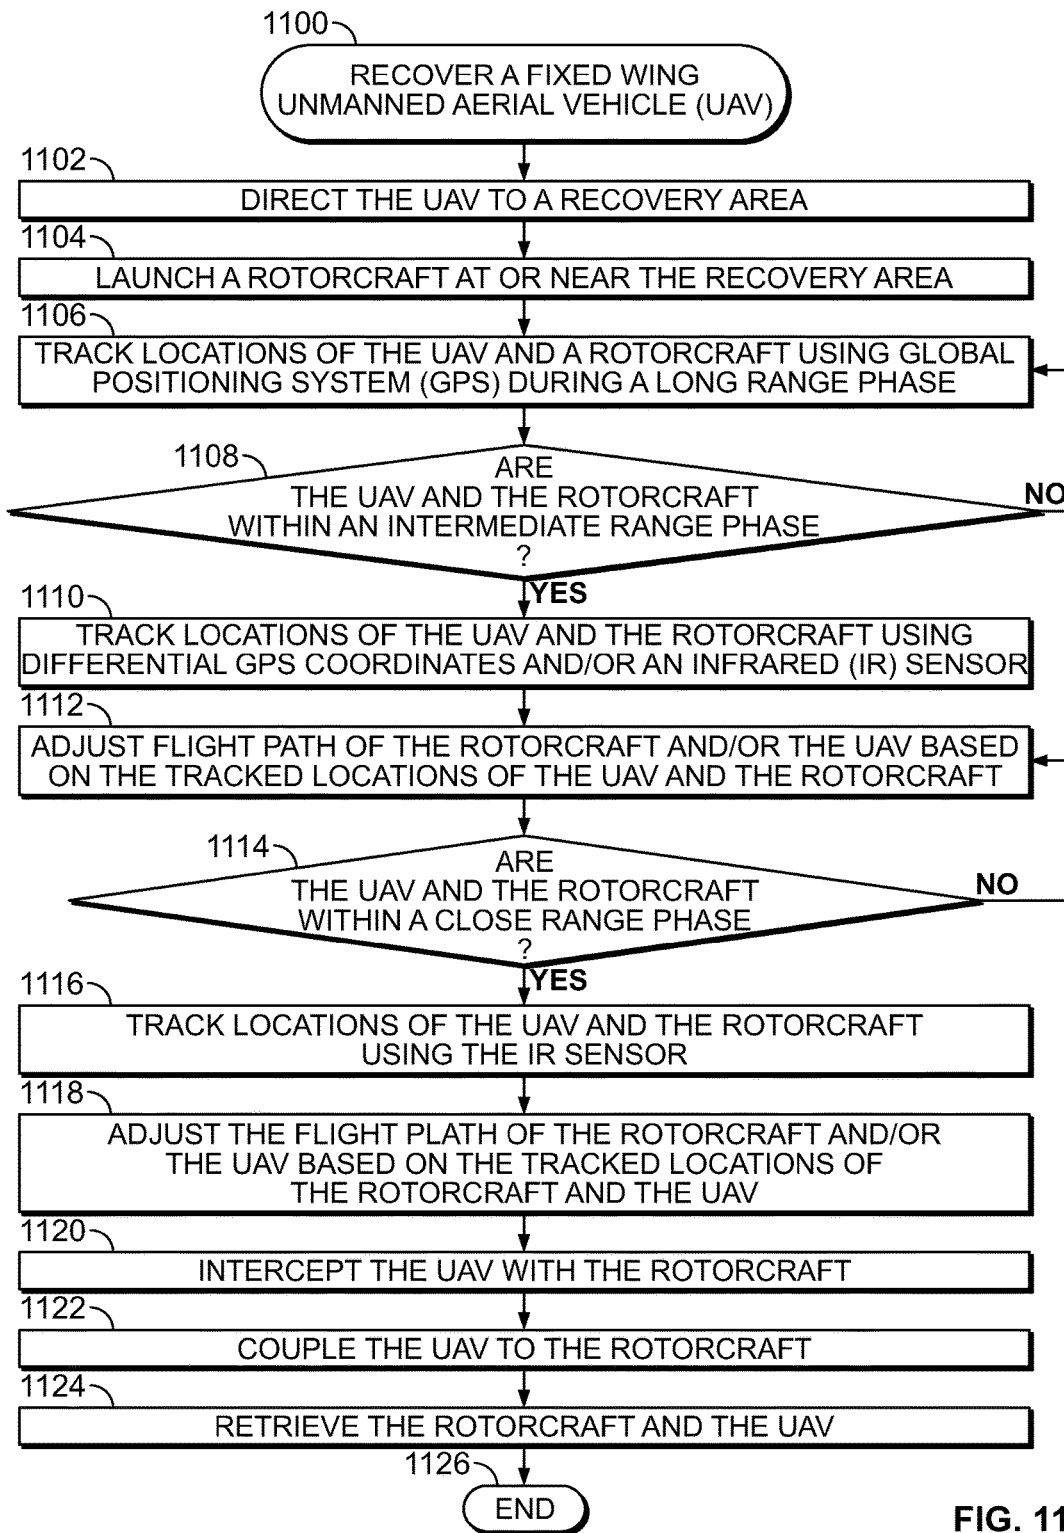 1100
RECOVER A FIXED WING
UNMANNED AERIAL VEHICLE (UAV)
1102
DIRECT THE UAV TO A RECOVERY AREA
1104
LAUNCH A ROTORCRAFT AT OR NEAR THE RECOVERY AREA
1106
TRACK LOCATIONS OF THE UAV AND A ROTORCRAFT USING GLOBAL
POSITIONING SYSTEM (GPS) DURING A LONG RANGE PHASE
1108
ARE
THE UAV AND THE ROTORCRAFT
WITHIN AN INTERMEDIATE RANGE PHASE
?
NO
YES
1110
TRACK LOCATIONS OF THE UAV AND THE ROTORCRAFT USING
DIFFERENTIAL GPS COORDINATES AND/OR AN INFRARED (IR) SENSOR
1112
ADJUST FLIGHT PATH OF THE ROTORCRAFT AND/OR THE UAV BASED
ON THE TRACKED LOCATIONS OF THE UAV AND THE ROTORCRAFT
1114
ARE
THE UAV AND THE ROTORCRAFT
WITHIN A CLOSE RANGE PHASE
?
NO
YES
1116
TRACK LOCATIONS OF THE UAV AND THE ROTORCRAFT
USING THE IR SENSOR
1118
ADJUST THE FLIGHT PLATH OF THE ROTORCRAFT AND/OR
THE UAV BASED ON THE TRACKED LOCATIONS OF
THE ROTORCRAFT AND THE UAV
1120
INTERCEPT THE UAV WITH THE ROTORCRAFT
1122
COUPLE THE UAV TO THE ROTORCRAFT
1124
RETRIEVE THE ROTORCRAFT AND THE UAV
1126
END
FIG. 11